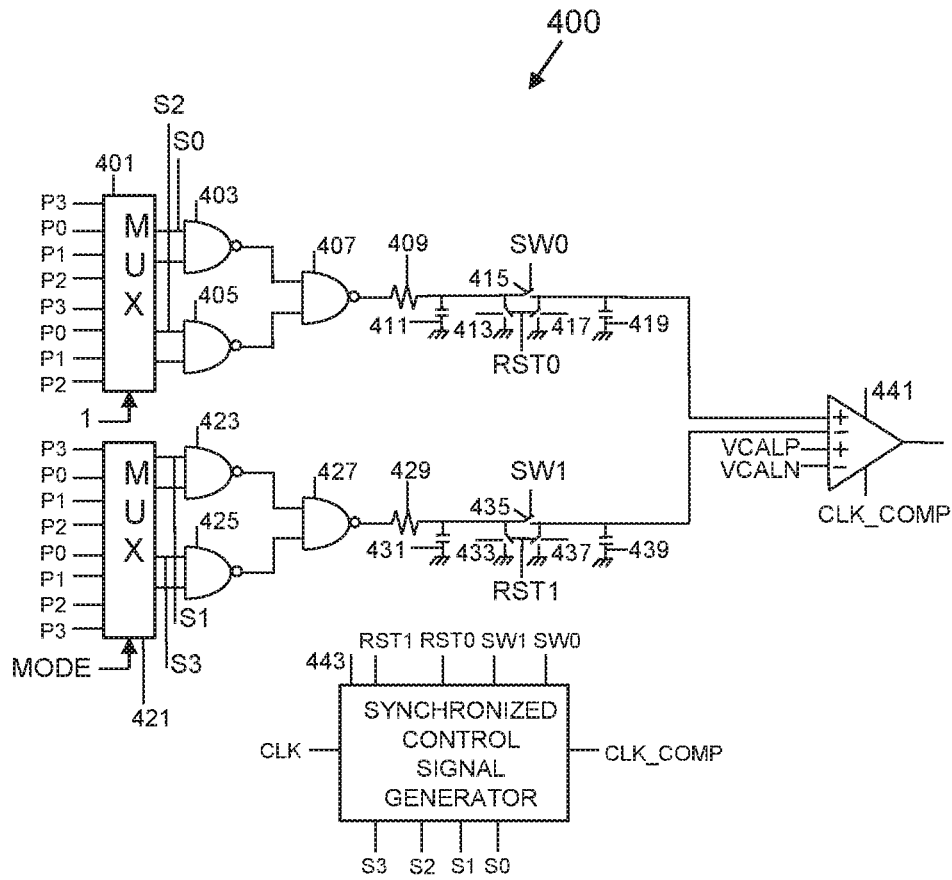 400
S2
S0
401
403
P3
P0
P1
P2
P3
P0
P1
P2
M
U
X
405
407
409
411
SW0
415
413
417
419
RST0
1
441
VCALP
VCALN
CLK_COMP
+
−
+
−
423
P3
P0
P1
P2
P0
P1
P2
P3
M
U
X
425
427
429
431
SW1
435
433
437
439
RST1
S1
S3
MODE
421
443
RST1
RST0
SW1
SW0
SYNCHRONIZED
CONTROL
SIGNAL
GENERATOR
CLK
CLK_COMP
S3
S2
S1
S0